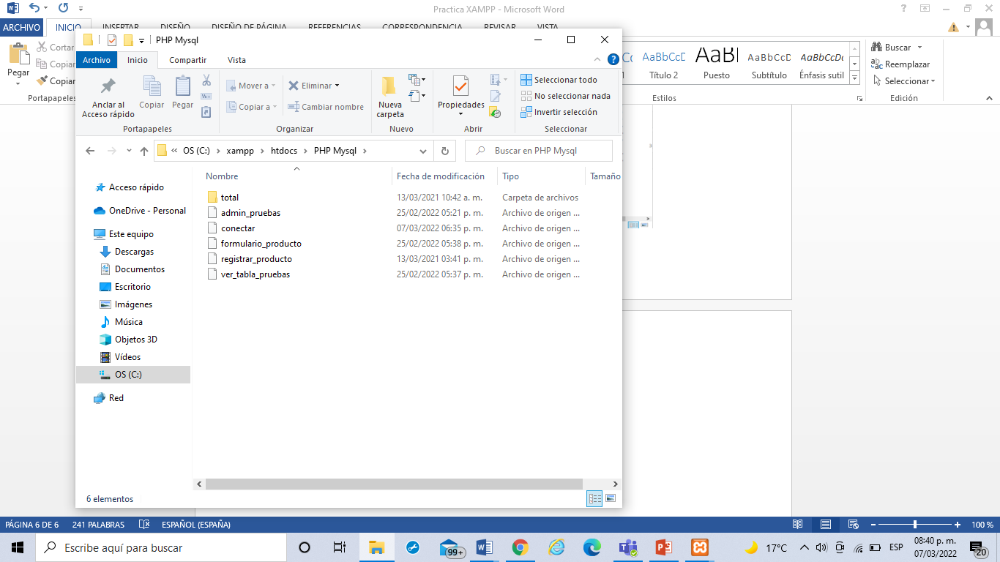 Practica XAMPP - Microsoft Word
ARCHIVO INICIO INSERTAR DISEÑO DISEÑO DE PÁGINA REFERENCIAS CORRESPONDENCIA REVISAR VISTA
Pegar
Cortar
Copiar
Copiar
Portapapeles
AaBbCcD AaBbCcD AaBbCcDc
Título 2 Puesto Subtítulo Énfasis sutil
Estilos
Buscar
Reemplazar
Seleccionar
Edición
PHP Mysql
Archivo Inicio Compartir Vista
Anclar al Acceso rápido
Copiar
Pegar
Portapapeles
Mover a
Copiar a
Eliminar
Cambiar nombre
Organizar
Nueva carpeta
Nuevo
Propiedades
Abrir
Seleccionar todo
No seleccionar nada
Invertir selección
Seleccionar
« OS (C:) › xampp › htdocs › PHP Mysql ›
Buscar en PHP Mysql
Nombre Fecha de modificación Tipo Tamaño
total 13/03/2021 10:42 a. m. Carpeta de archivos
admin_pruebas 25/02/2022 05:21 p. m. Archivo de origen ...
conectar 07/03/2022 06:35 p. m. Archivo de origen ...
formulario_producto 25/02/2022 05:38 p. m. Archivo de origen ...
registrar_producto 13/03/2021 03:41 p. m. Archivo de origen ...
ver_tabla_pruebas 25/02/2022 05:37 p. m. Archivo de origen ...
Acceso rápido
OneDrive - Personal
Este equipo
Descargas
Documentos
Escritorio
Imágenes
Música
Objetos 3D
Vídeos
OS (C:)
Red
6 elementos
PÁGINA 6 DE 6 241 PALABRAS ESPAÑOL (ESPAÑA) 100 %
Escribe aquí para buscar
99+
17°C
ESP
08:40 p. m.
07/03/2022
20